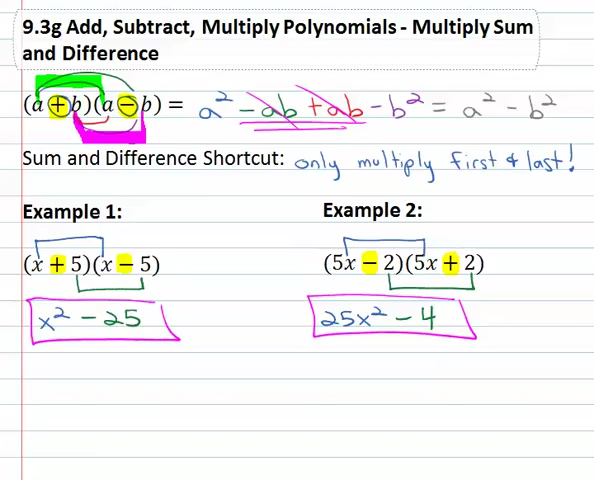 9.3g Add, Subtract, Multiply Polynomials - Multiply Sum
and Difference
(a + b)(a − b) = a² − ab + ab − b² = a² − b²
Sum and Difference Shortcut: only multiply first & last!
Example 1: Example 2:
(x + 5)(x − 5) (5x − 2)(5x + 2)
x² − 25 25x² − 4